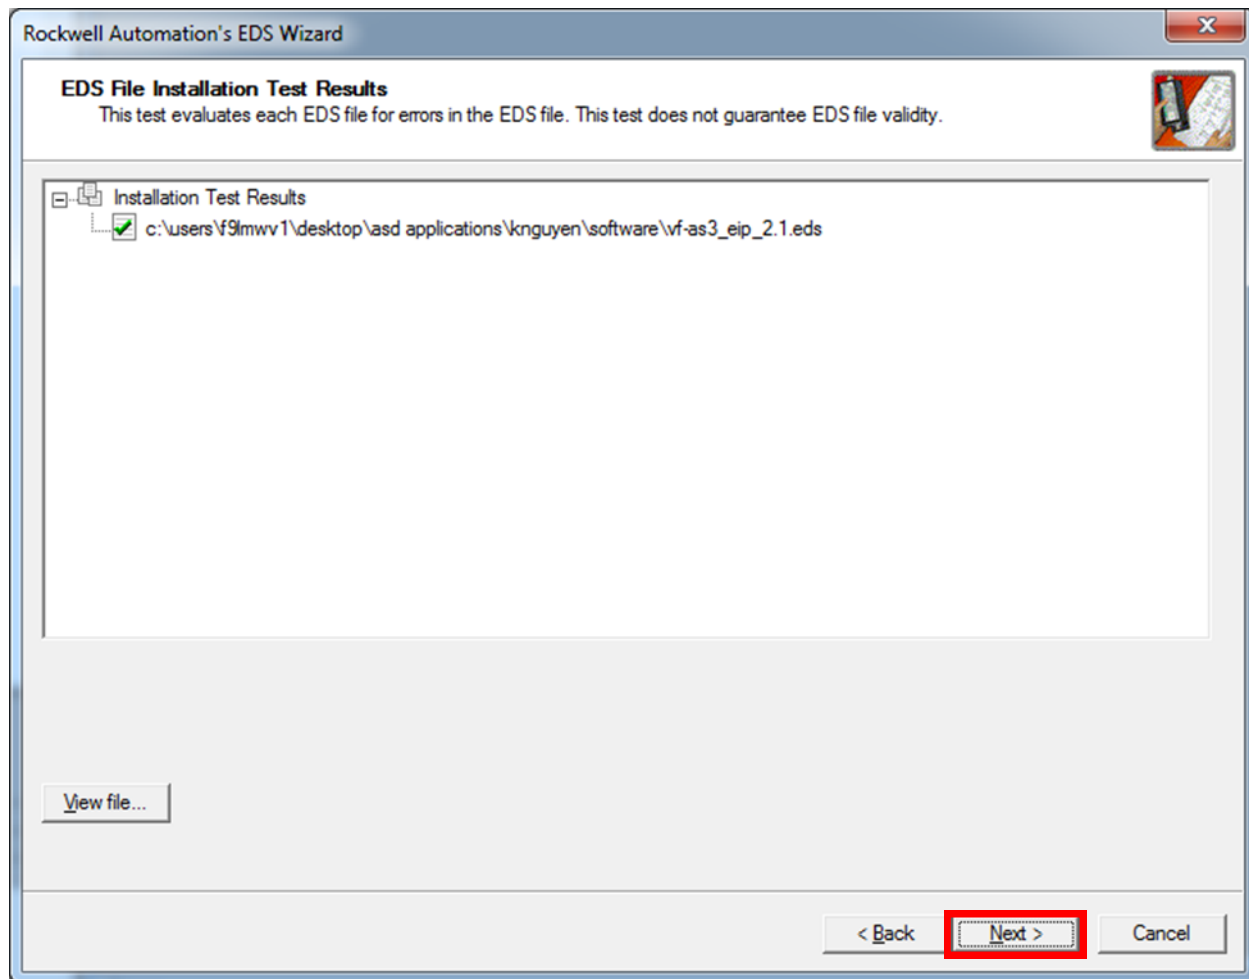 Rockwell Automation's EDS Wizard
x
EDS File Installation Test Results
This test evaluates each EDS file for errors in the EDS file. This test does not guarantee EDS file validity.
Installation Test Results
c:\users\f9lmwv1\desktop\asd applications\knguyen\software\vf-as3_eip_2.1.eds
View file...
< Back Next > Cancel